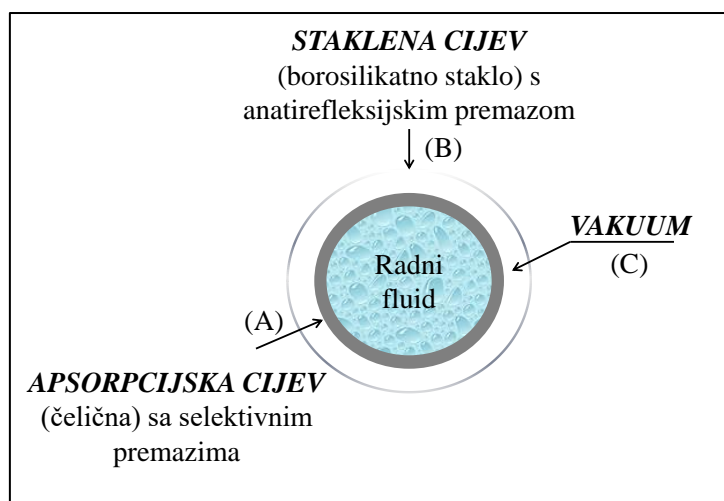 STAKLENA CIJEV
(borosilikatno staklo) s
anatirefleksijskim premazom
(B)
VAKUUM
(C)
Radni
fluid
(A)
APSORPCIJSKA CIJEV
(čelična) sa selektivnim
premazima